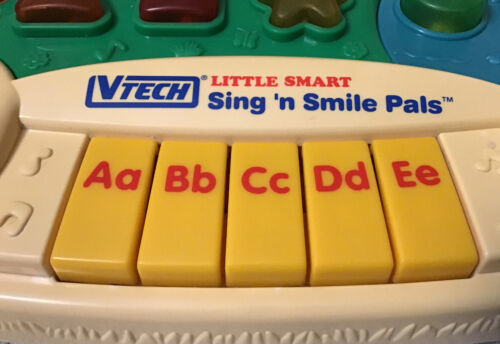 VTECH® LITTLE SMART
Sing 'n Smile Pals™
Aa Bb Cc Dd Ee